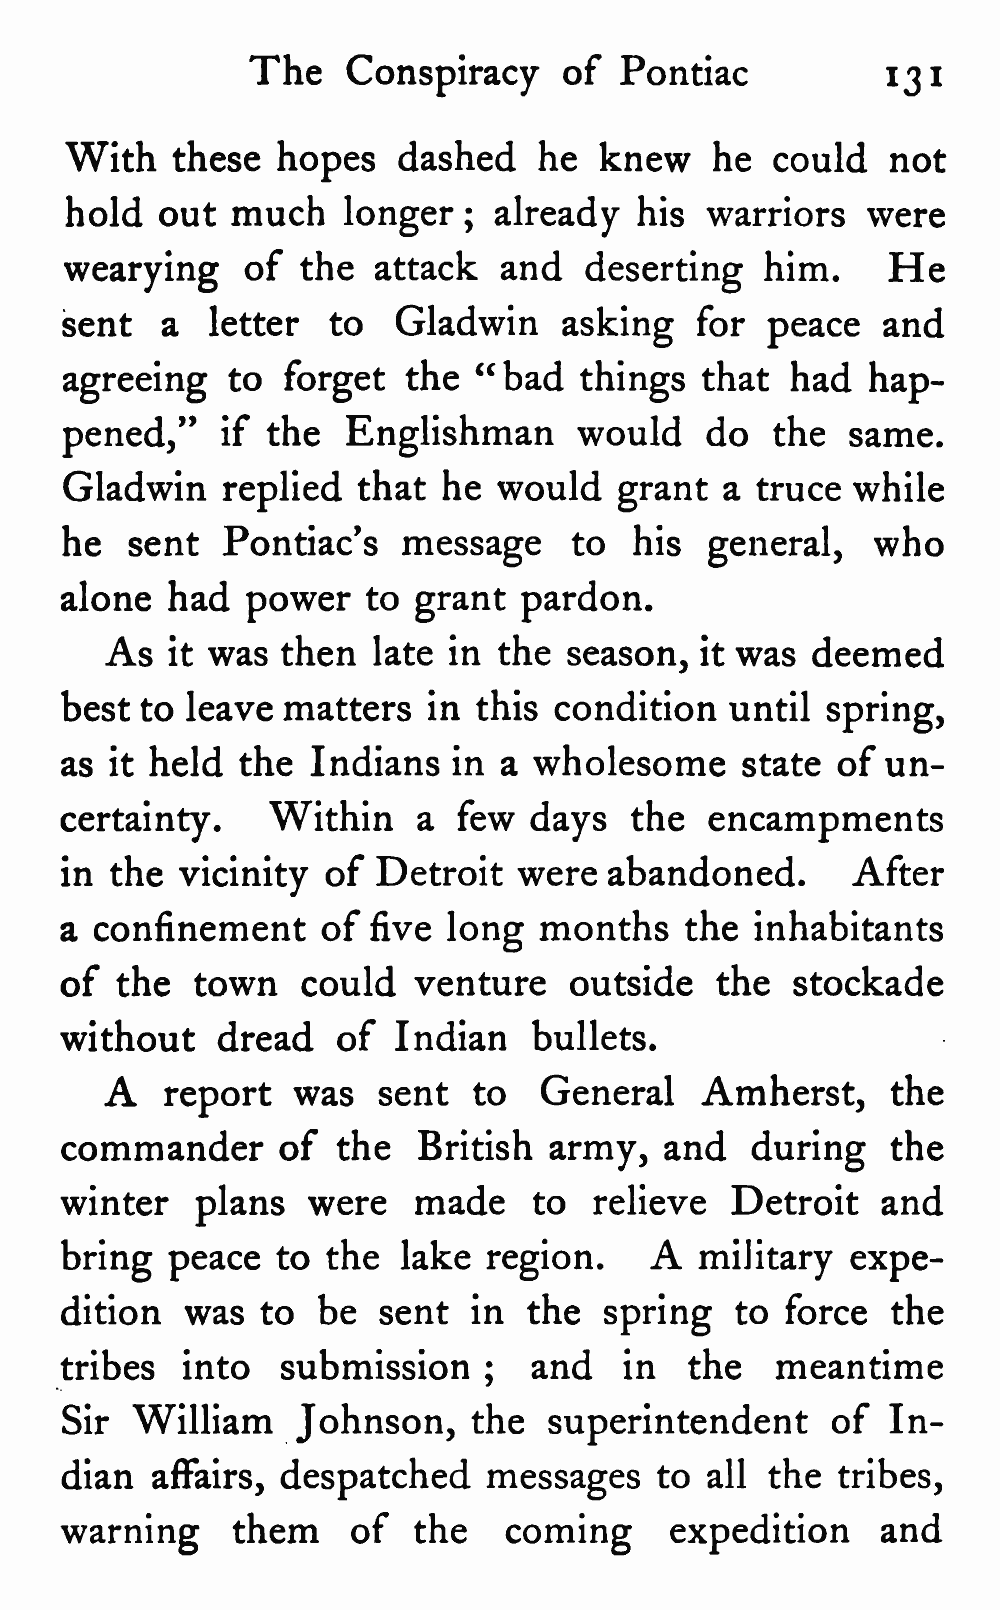 The Conspiracy of Pontiac 131
With these hopes dashed he knew he could not
hold out much longer ; already his warriors were
wearying of the attack and deserting him. He
sent a letter to Gladwin asking for peace and
agreeing to forget the “bad things that had hap-
pened,” if the Englishman would do the same.
Gladwin replied that he would grant a truce while
he sent Pontiac’s message to his general, who
alone had power to grant pardon.
As it was then late in the season, it was deemed
best to leave matters in this condition until spring,
as it held the Indians in a wholesome state of un-
certainty. Within a few days the encampments
in the vicinity of Detroit were abandoned. After
a confinement of five long months the inhabitants
of the town could venture outside the stockade
without dread of Indian bullets.
A report was sent to General Amherst, the
commander of the British army, and during the
winter plans were made to relieve Detroit and
bring peace to the lake region. A military expe-
dition was to be sent in the spring to force the
tribes into submission ; and in the meantime
Sir William Johnson, the superintendent of In-
dian affairs, despatched messages to all the tribes,
warning them of the coming expedition and